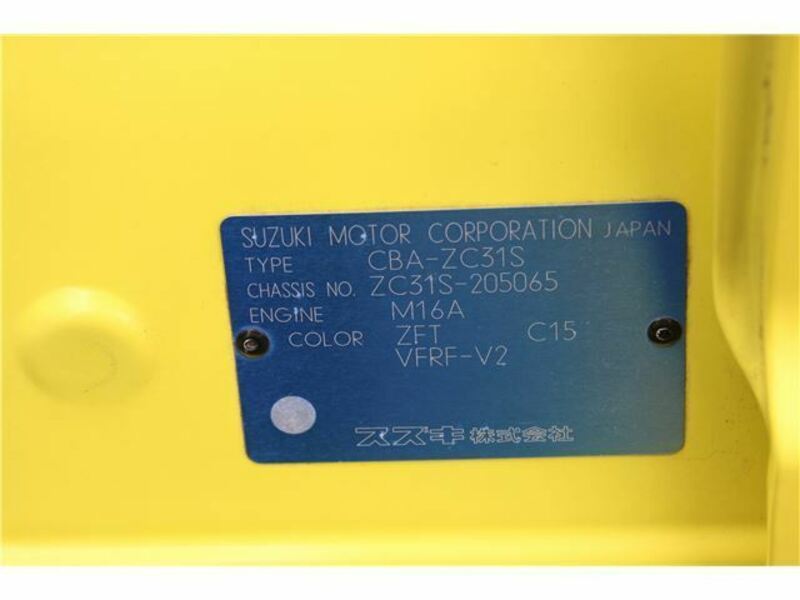 SUZUKI MOTOR CORPORATION JAPAN
TYPE CBA-ZC31S
CHASSIS NO. ZC31S-205065
ENGINE M16A
COLOR ZFT C15
VFRF-V2
スズキ株式会社